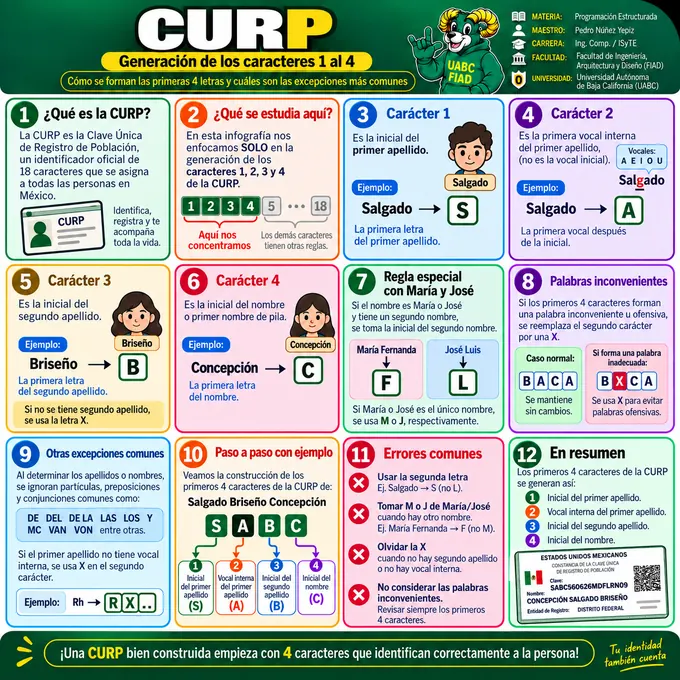 CURP
Generación de los caracteres 1 al 4
Cómo se forman las primeras 4 letras y cuáles son las excepciones más comunes
UABC
FIAD
MATERIA: Programación Estructurada
MAESTRO: Pedro Núñez Yepiz
CARRERA: Ing. Comp. / ISyTE
FACULTAD: Facultad de Ingeniería,
Arquitectura y Diseño (FIAD)
UNIVERSIDAD: Universidad Autónoma
de Baja California (UABC)
1 ¿Qué es la CURP?
La CURP es la Clave Única
de Registro de Población,
un identificador oficial de
18 caracteres que se asigna
a todas las personas en
México.
CURP
Identifica,
registra y te
acompaña
toda la vida.
2 ¿Qué se estudia aquí?
En esta infografía nos
enfocamos SOLO en la
generación de los
caracteres 1, 2, 3 y 4
de la CURP.
1 2 3 4 5 ... 18
Aquí nos
concentramos
Los demás caracteres
tienen otras reglas.
3 Carácter 1
Es la inicial del
primer apellido.
Salgado
Ejemplo:
Salgado → S
La primera letra
del primer apellido.
4 Carácter 2
Es la primera vocal interna
del primer apellido,
(no es la vocal inicial).
Vocales:
A E I O U
Salgado
Ejemplo:
Salgado → A
La primera vocal después
de la inicial.
5 Carácter 3
Es la inicial del
segundo apellido.
Briseño
Ejemplo:
Briseño → B
La primera letra
del segundo apellido.
Si no se tiene segundo apellido,
se usa la letra X.
6 Carácter 4
Es la inicial del nombre
o primer nombre de pila.
Concepción
Ejemplo:
Concepción → C
La primera letra
del nombre.
7 Regla especial
con María y José
Si el nombre es María o José
y tiene un segundo nombre,
se toma la inicial del segundo nombre.
María Fernanda
F
José Luis
L
Si María o José es el único nombre,
se usa M o J, respectivamente.
8 Palabras inconvenientes
Si los primeros 4 caracteres forman
una palabra inconveniente u ofensiva,
se reemplaza el segundo carácter
por una X.
Caso normal:
B A C A
Se mantiene
sin cambios.
Si forma una palabra
inadecuada:
B X C A
Se usa X para evitar
palabras ofensivas.
9 Otras excepciones comunes
Al determinar los apellidos o nombres,
se ignoran partículas, preposiciones
y conjunciones comunes como:
DE DEL DE LA LAS LOS Y
MC VAN VON entre otras.
Si el primer apellido no tiene vocal
interna, se usa X en el segundo
carácter.
Ejemplo: Rh → R X . .
10 Paso a paso con ejemplo
Veamos la construcción de los
primeros 4 caracteres de la CURP de:
Salgado Briseño Concepción
S A B C
1
Inicial del
primer
apellido
(S)
2
Vocal interna
del primer
apellido
(A)
3
Inicial del
segundo
apellido
(B)
4
Inicial del
nombre
(C)
11 Errores comunes
Usar la segunda letra
Ej. Salgado → S (no L).
Tomar M o J de María/José
cuando hay otro nombre.
Ej. María Fernanda → F (no M).
Olvidar la X
cuando no hay segundo apellido
o no hay vocal interna.
No considerar las palabras
inconvenientes.
Revisar siempre los primeros
4 caracteres.
12 En resumen
Los primeros 4 caracteres de la CURP
se generan así:
1 Inicial del primer apellido.
2 Vocal interna del primer apellido.
3 Inicial del segundo apellido.
4 Inicial del nombre.
ESTADOS UNIDOS MEXICANOS
CONSTANCIA DE LA CLAVE ÚNICA
DE REGISTRO DE POBLACIÓN
Clave:
SABC560626MDFLRN09
Nombre:
CONCEPCIÓN SALGADO BRISEÑO
Entidad de Registro: DISTRITO FEDERAL
¡Una CURP bien construida empieza con 4 caracteres que identifican correctamente a la persona!
Tu identidad
también cuenta